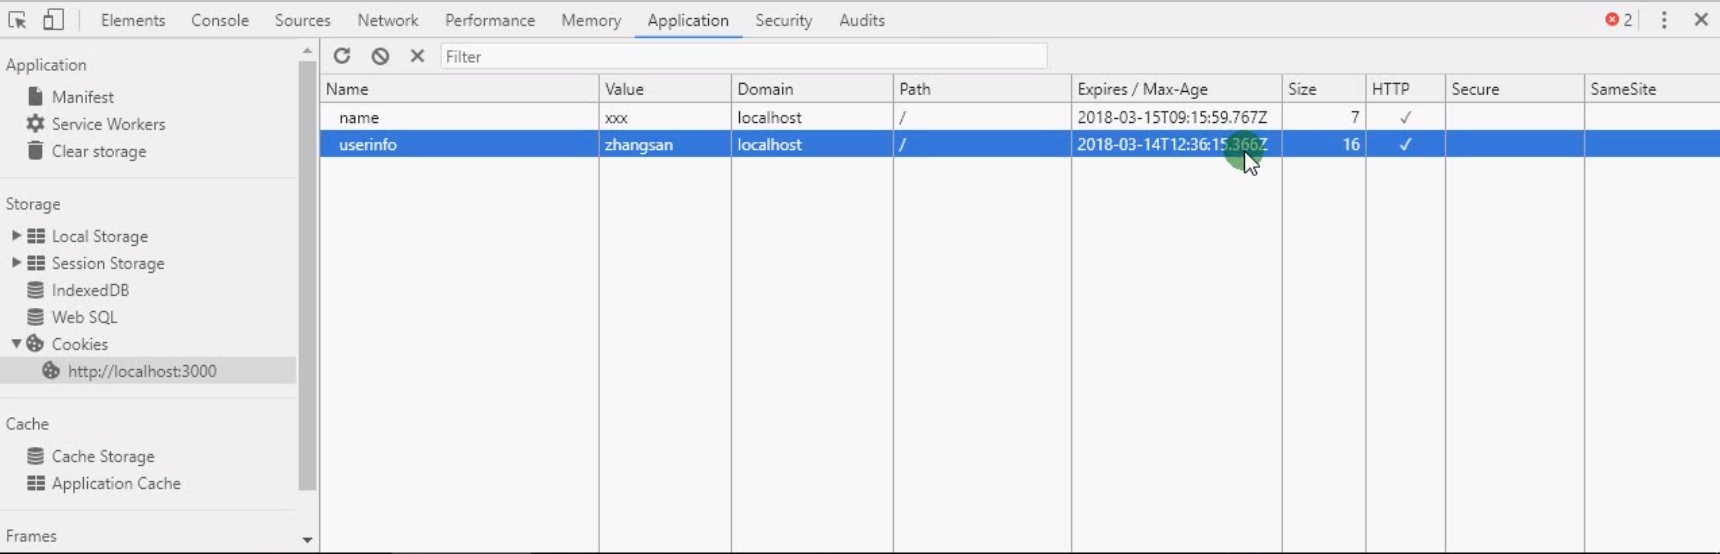 Elements Console Sources Network Performance Memory Application Security Audits 2
Application
Manifest
Service Workers
Clear storage
Storage
Local Storage
Session Storage
IndexedDB
Web SQL
Cookies
http://localhost:3000
Cache
Cache Storage
Application Cache
Frames
Filter
Name Value Domain Path Expires / Max-Age Size HTTP Secure SameSite
name xxx localhost / 2018-03-15T09:15:59.767Z 7 ✓
userinfo zhangsan localhost / 2018-03-14T12:36:15.366Z 16 ✓